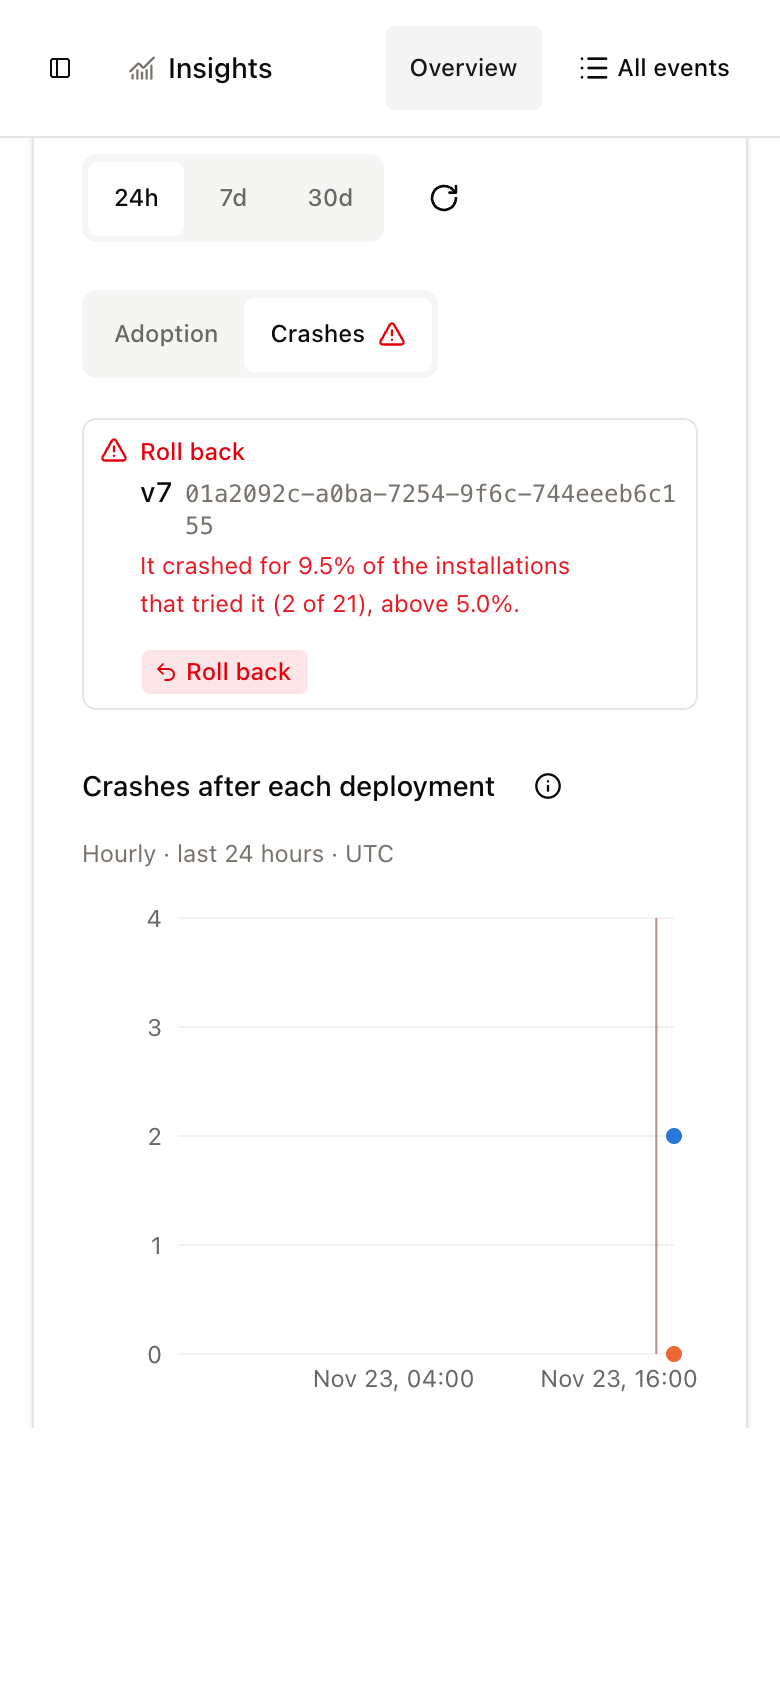 Insights
Overview
All events
24h
7d
30d
Adoption
Crashes
Roll back
v7 01a2092c-a0ba-7254-9f6c-744eeeb6c1
55
It crashed for 9.5% of the installations
that tried it (2 of 21), above 5.0%.
Roll back
Crashes after each deployment
Hourly · last 24 hours · UTC
4
3
2
1
0
Nov 23, 04:00
Nov 23, 16:00